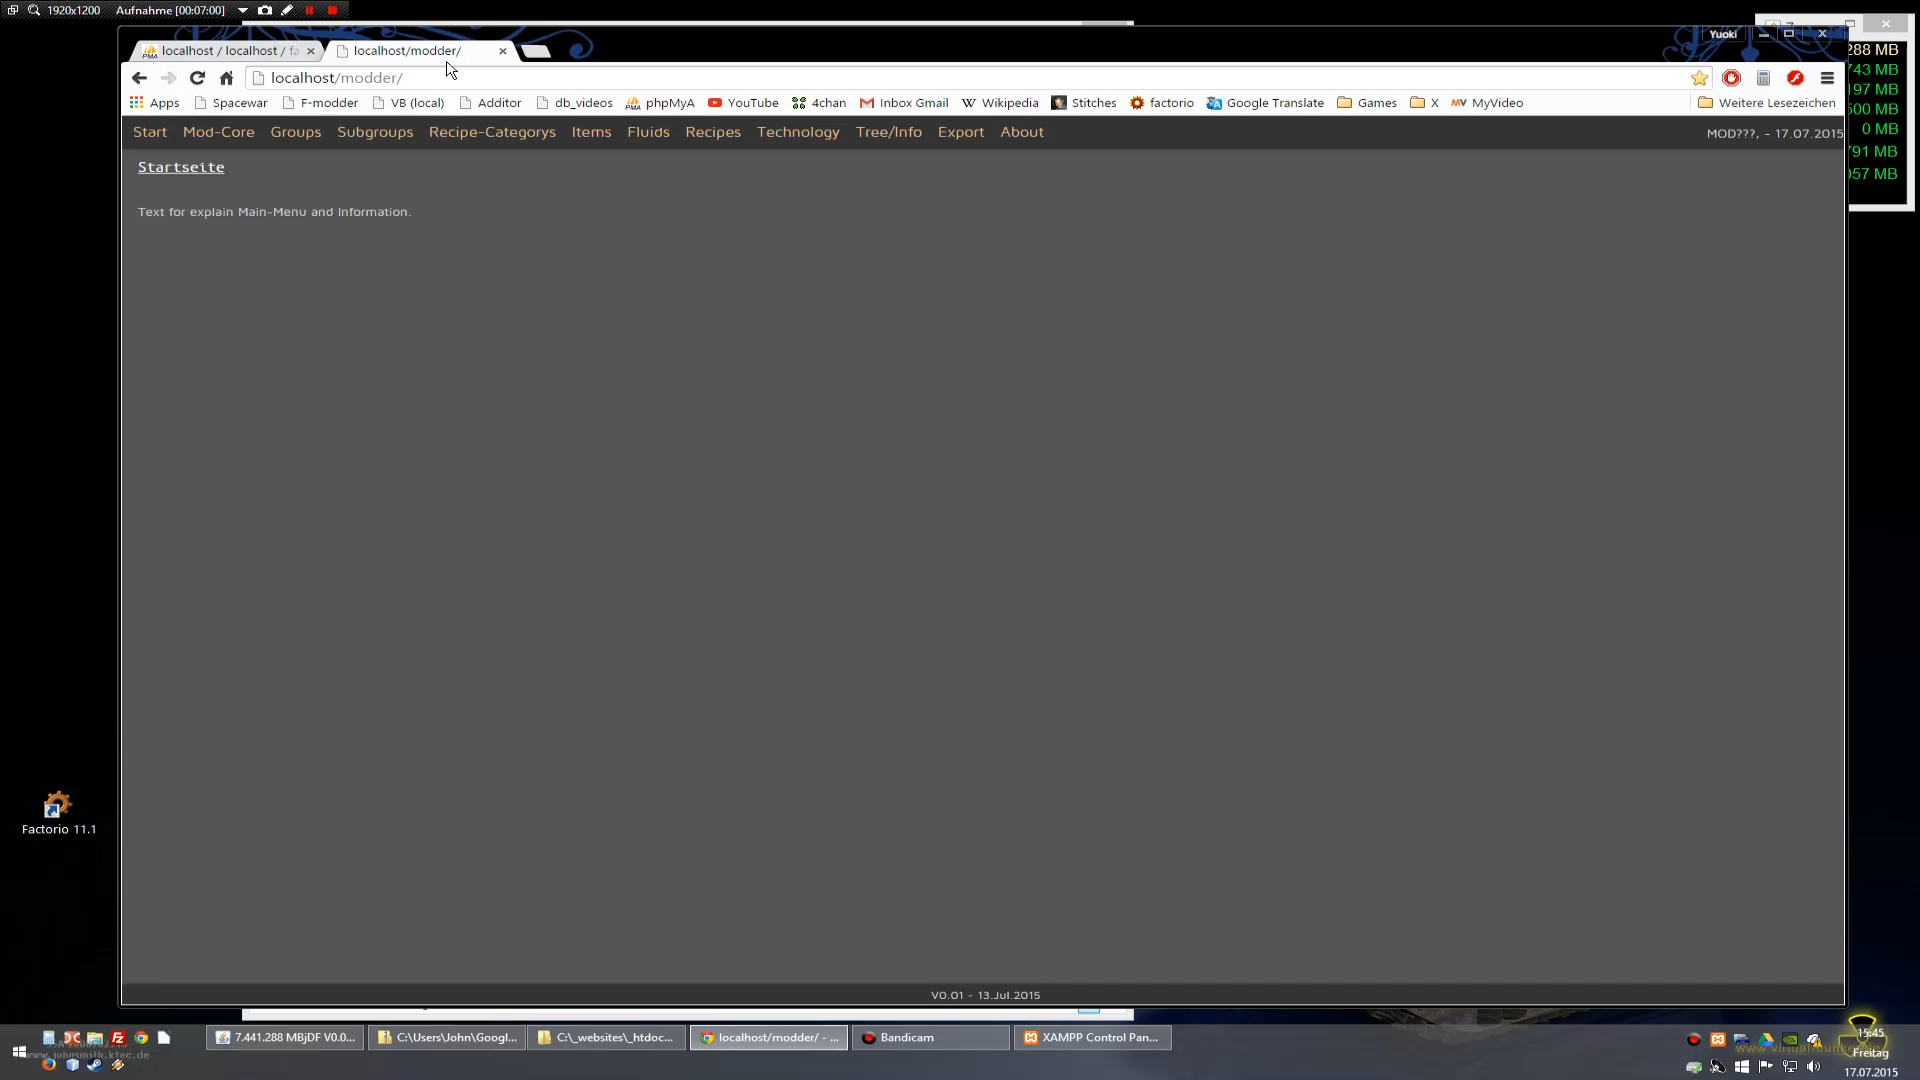 1920x1200 Aufnahme [00:07:00]
Yuoki
localhost / localhost / fa localhost/modder/
localhost/modder/
Apps Spacewar F-modder VB (local) Additor db_videos phpMyA YouTube 4chan Inbox Gmail Wikipedia Stitches factorio Google Translate Games X MyVideo Weitere Lesezeichen
Start Mod-Core Groups Subgroups Recipe-Categorys Items Fluids Recipes Technology Tree/Info Export About MOD???, - 17.07.2015
288 MB
743 MB
197 MB
500 MB
0 MB
791 MB
057 MB
Startseite
Text for explain Main-Menu and Information.
Factorio 11.1
V0.01 - 13.Jul.2015
7.441.288 MBjDF V0.0... C:\Users\John\Googl... C:\_websites\_htdoc... localhost/modder/ - ... Bandicam XAMPP Control Pan...
www.johnsmith.ktec.de
15:45
Freitag
17.07.2015